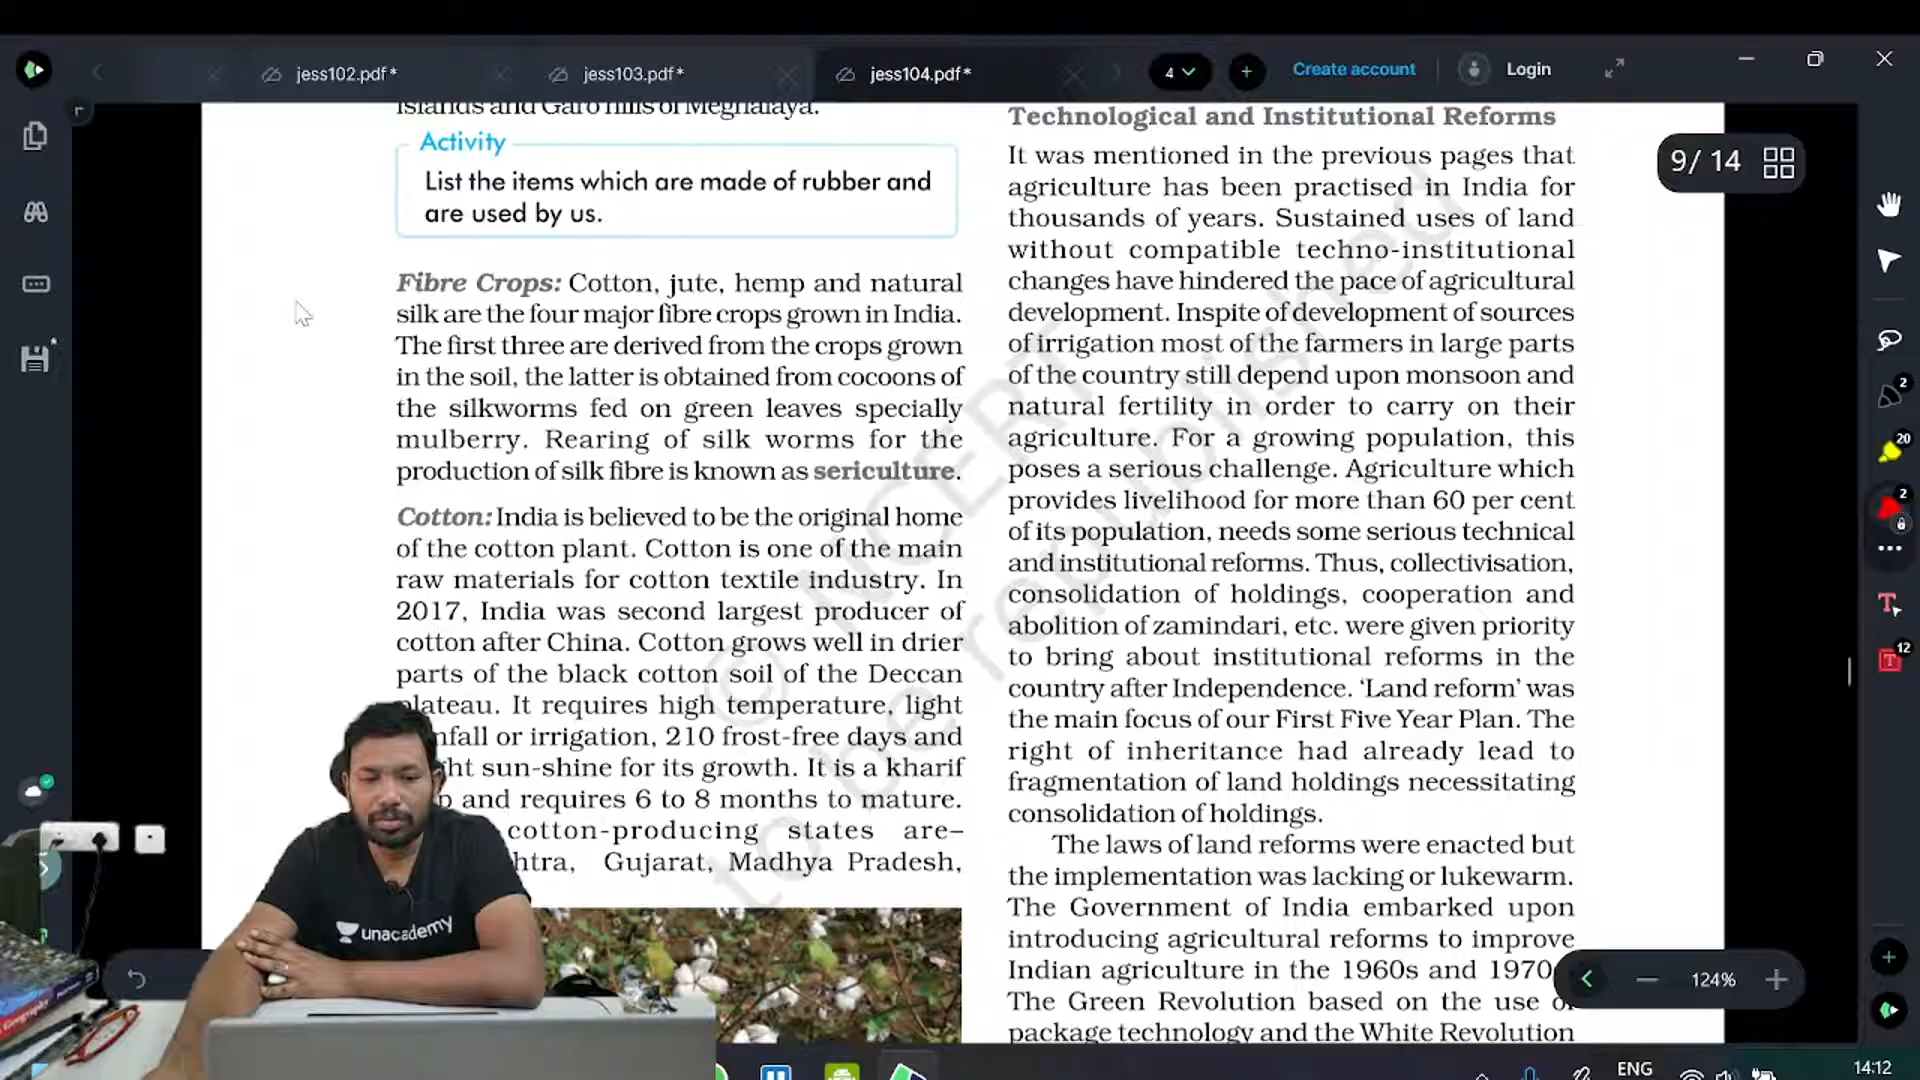 jess102.pdf*
jess103.pdf*
jess104.pdf*
4
Create account
Login
9/ 14
Islands and Garo hills of Meghalaya.
Activity
List the items which are made of rubber and
are used by us.
Fibre Crops: Cotton, jute, hemp and natural
silk are the four major fibre crops grown in India.
The first three are derived from the crops grown
in the soil, the latter is obtained from cocoons of
the silkworms fed on green leaves specially
mulberry. Rearing of silk worms for the
production of silk fibre is known as sericulture.
Cotton: India is believed to be the original home
of the cotton plant. Cotton is one of the main
raw materials for cotton textile industry. In
2017, India was second largest producer of
cotton after China. Cotton grows well in drier
parts of the black cotton soil of the Deccan
plateau. It requires high temperature, light
nfall or irrigation, 210 frost-free days and
ht sun-shine for its growth. It is a kharif
p and requires 6 to 8 months to mature.
cotton-producing states are–
htra, Gujarat, Madhya Pradesh,
Technological and Institutional Reforms
It was mentioned in the previous pages that
agriculture has been practised in India for
thousands of years. Sustained uses of land
without compatible techno-institutional
changes have hindered the pace of agricultural
development. Inspite of development of sources
of irrigation most of the farmers in large parts
of the country still depend upon monsoon and
natural fertility in order to carry on their
agriculture. For a growing population, this
poses a serious challenge. Agriculture which
provides livelihood for more than 60 per cent
of its population, needs some serious technical
and institutional reforms. Thus, collectivisation,
consolidation of holdings, cooperation and
abolition of zamindari, etc. were given priority
to bring about institutional reforms in the
country after Independence. ‘Land reform’ was
the main focus of our First Five Year Plan. The
right of inheritance had already lead to
fragmentation of land holdings necessitating
consolidation of holdings.
The laws of land reforms were enacted but
the implementation was lacking or lukewarm.
The Government of India embarked upon
introducing agricultural reforms to improve
Indian agriculture in the 1960s and 1970
The Green Revolution based on the use o
package technology and the White Revolution
© NCERT
to be republished
unacademy
Geography
2
20
2
T
T
12
124%
ENG
14:12